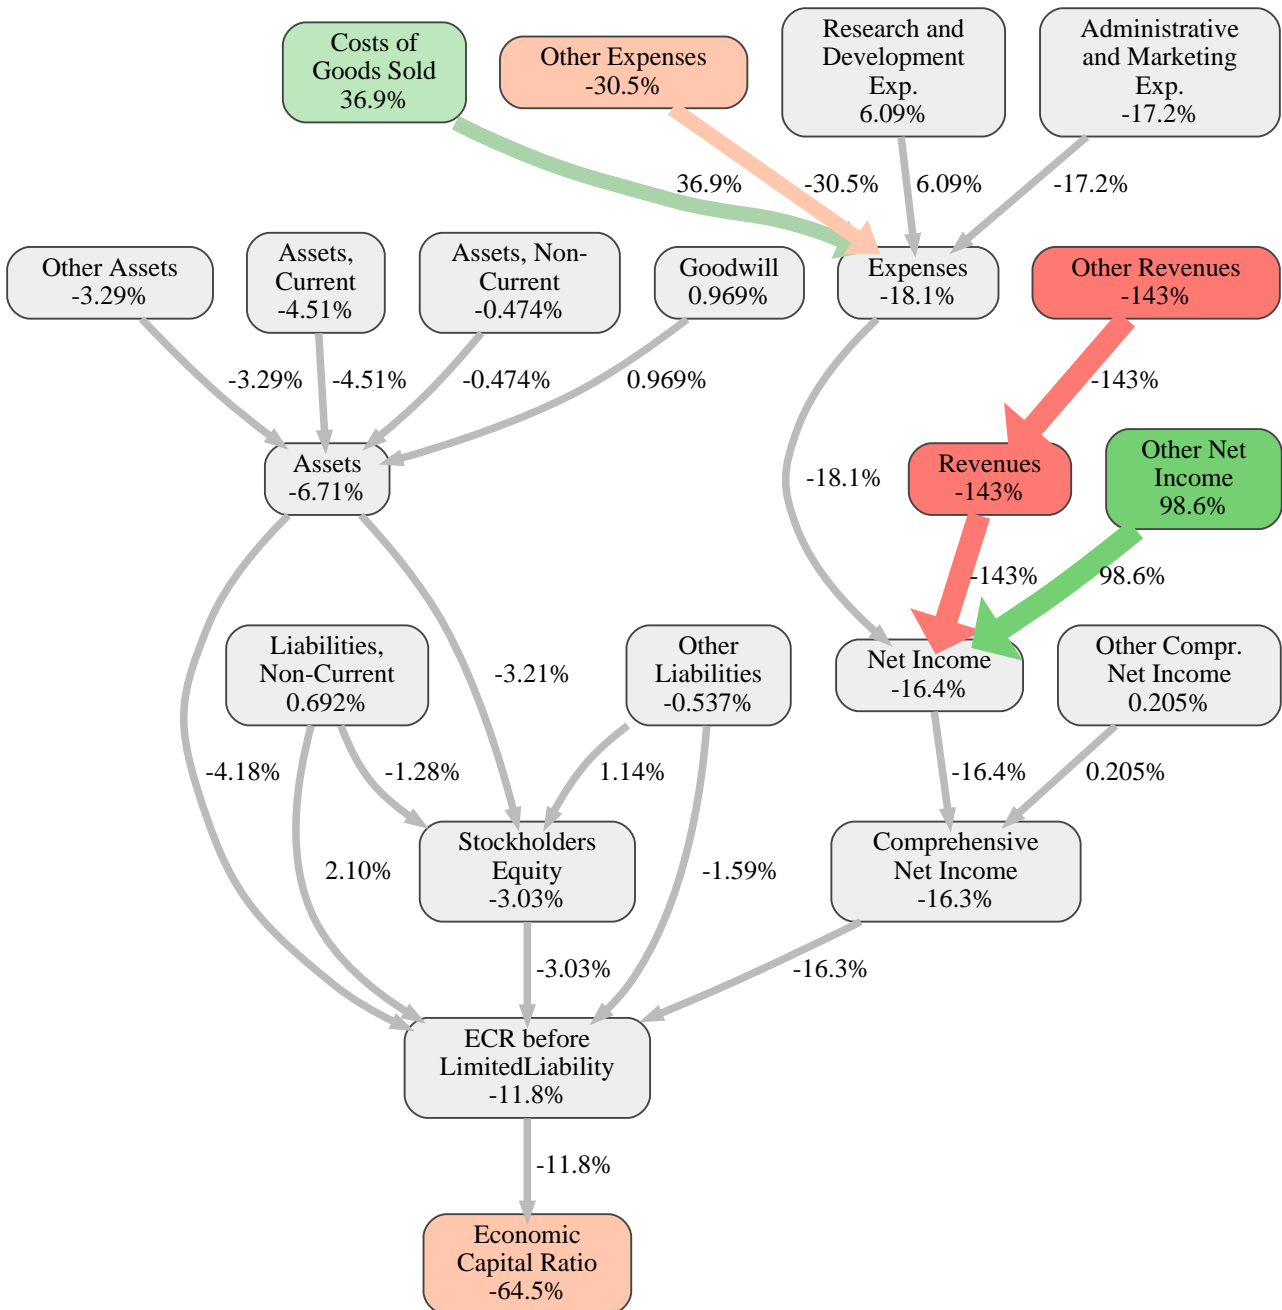 Costs of
Goods Sold
36.9%
Other Expenses
-30.5%
Research and
Development
Exp.
6.09%
Administrative
and Marketing
Exp.
-17.2%
36.9%
-30.5%
6.09%
-17.2%
Other Assets
-3.29%
Assets,
Current
-4.51%
Assets, Non-
Current
-0.474%
Goodwill
0.969%
Expenses
-18.1%
Other Revenues
-143%
-3.29%
-4.51%
-0.474%
0.969%
-143%
Assets
-6.71%
-18.1%
Revenues
-143%
Other Net
Income
98.6%
-143%
98.6%
Liabilities,
Non-Current
0.692%
-3.21%
Other
Liabilities
-0.537%
Net Income
-16.4%
Other Compr.
Net Income
0.205%
-4.18%
-1.28%
1.14%
-16.4%
0.205%
2.10%
Stockholders
Equity
-3.03%
-1.59%
Comprehensive
Net Income
-16.3%
-3.03%
-16.3%
ECR before
LimitedLiability
-11.8%
-11.8%
Economic
Capital Ratio
-64.5%